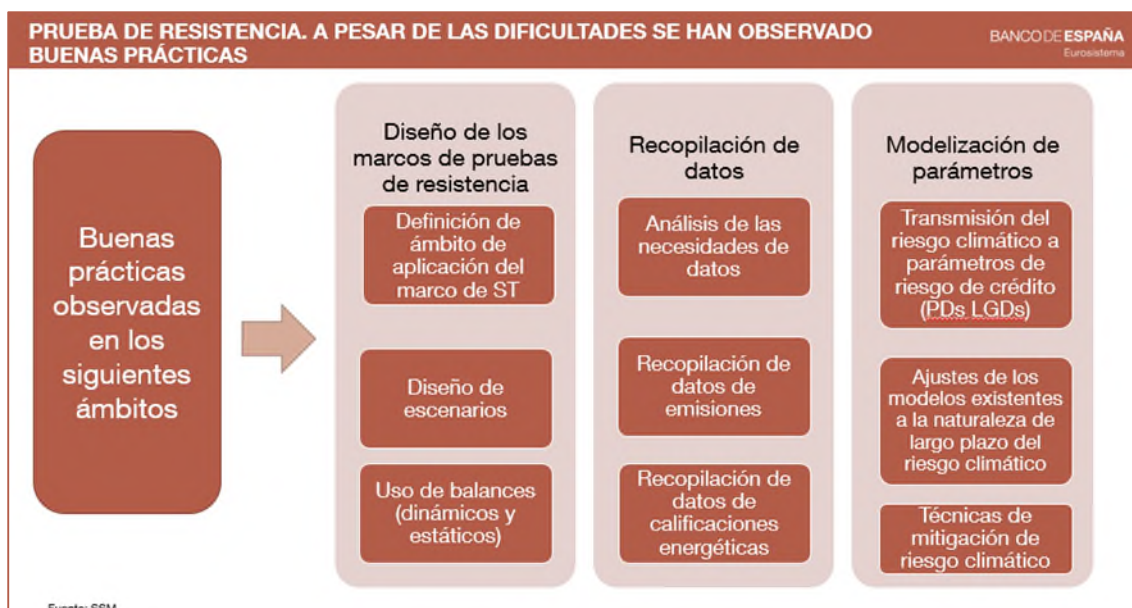 PRUEBA DE RESISTENCIA. A PESAR DE LAS DIFICULTADES SE HAN OBSERVADO
BUENAS PRÁCTICAS
BANCO DE ESPAÑA
Eurosistema
Buenas
prácticas
observadas
en los
siguientes
ámbitos
Diseño de los
marcos de pruebas
de resistencia
Definición de
ámbito de
aplicación del
marco de ST
Diseño de
escenarios
Uso de balances
(dinámicos y
estáticos)
Recopilación de
datos
Análisis de las
necesidades de
datos
Recopilación de
datos de
emisiones
Recopilación de
datos de
calificaciones
energéticas
Modelización de
parámetros
Transmisión del
riesgo climático a
parámetros de
riesgo de crédito
(PDs LGDs)
Ajustes de los
modelos existentes
a la naturaleza de
largo plazo del
riesgo climático
Técnicas de
mitigación de
riesgo climático
Fuente: SSM